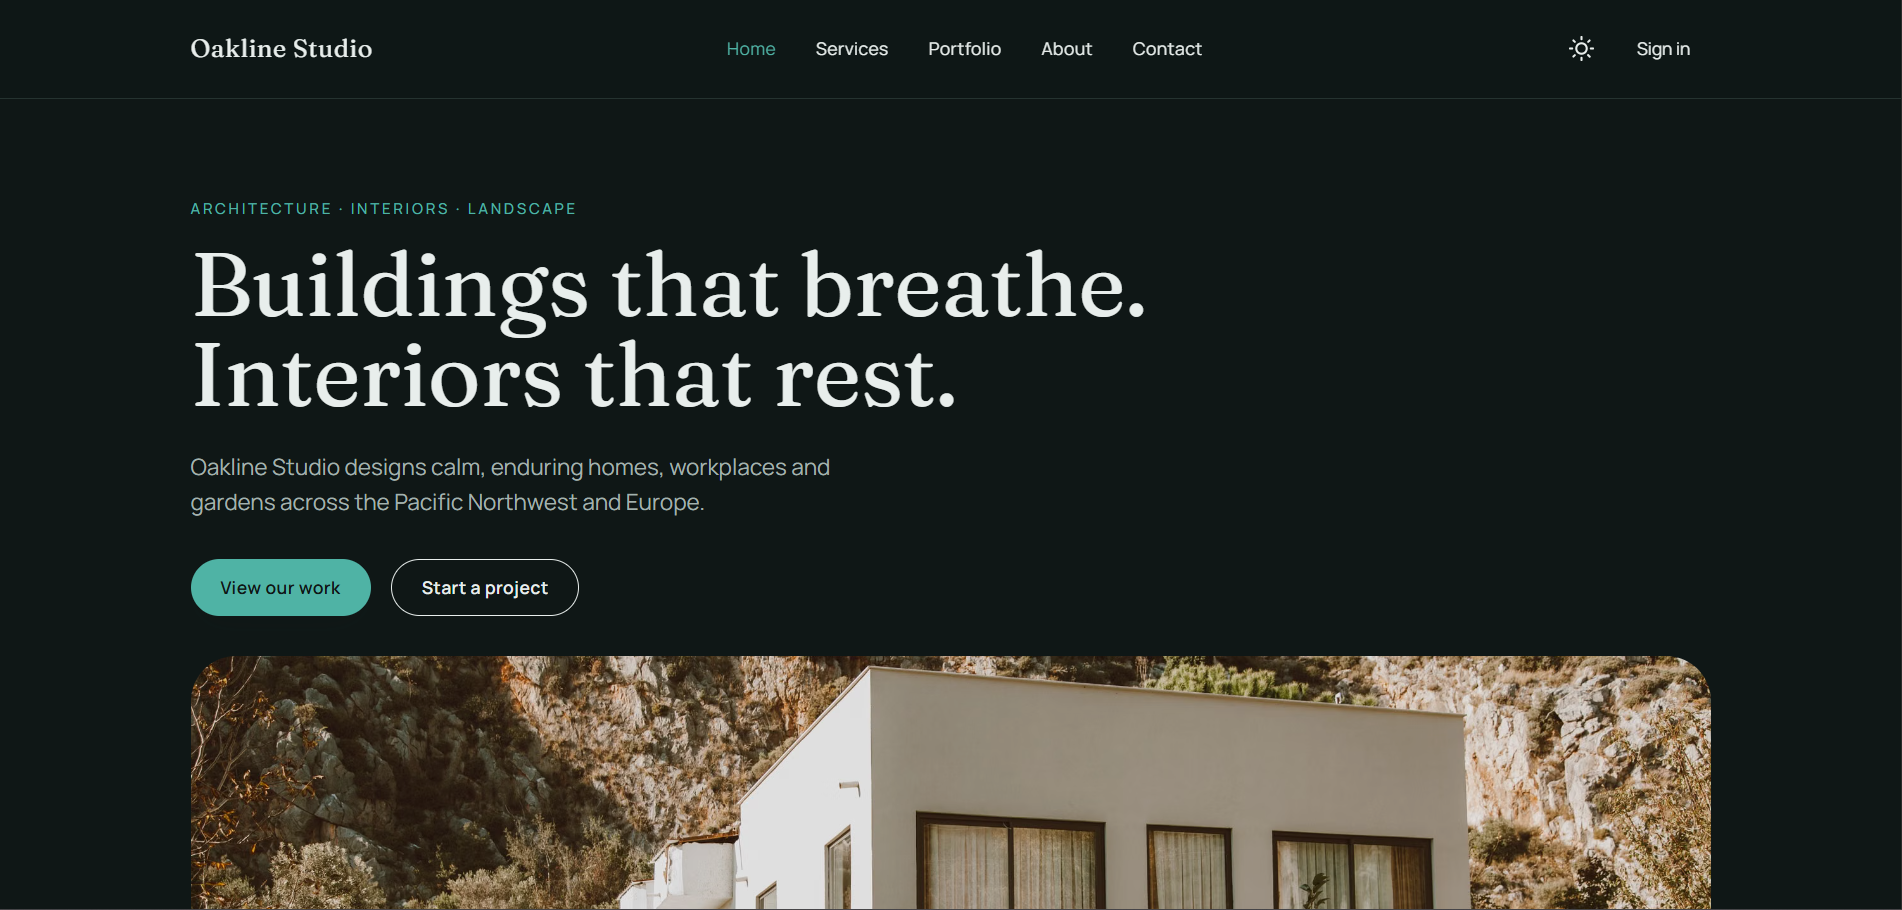 Oakline Studio
Home
Services
Portfolio
About
Contact
Sign in
ARCHITECTURE · INTERIORS · LANDSCAPE
Buildings that breathe.
Interiors that rest.
Oakline Studio designs calm, enduring homes, workplaces and
gardens across the Pacific Northwest and Europe.
View our work
Start a project